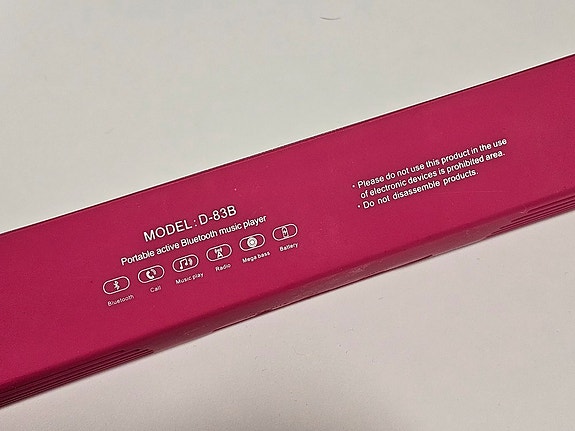 MODEL: D-83B
Portable active Bluetooth music player
Bluetooth Call Music play Radio Mega bass Battery
• Please do not use this product in the use
of electronic devices is prohibited area.
• Do not disassemble products.